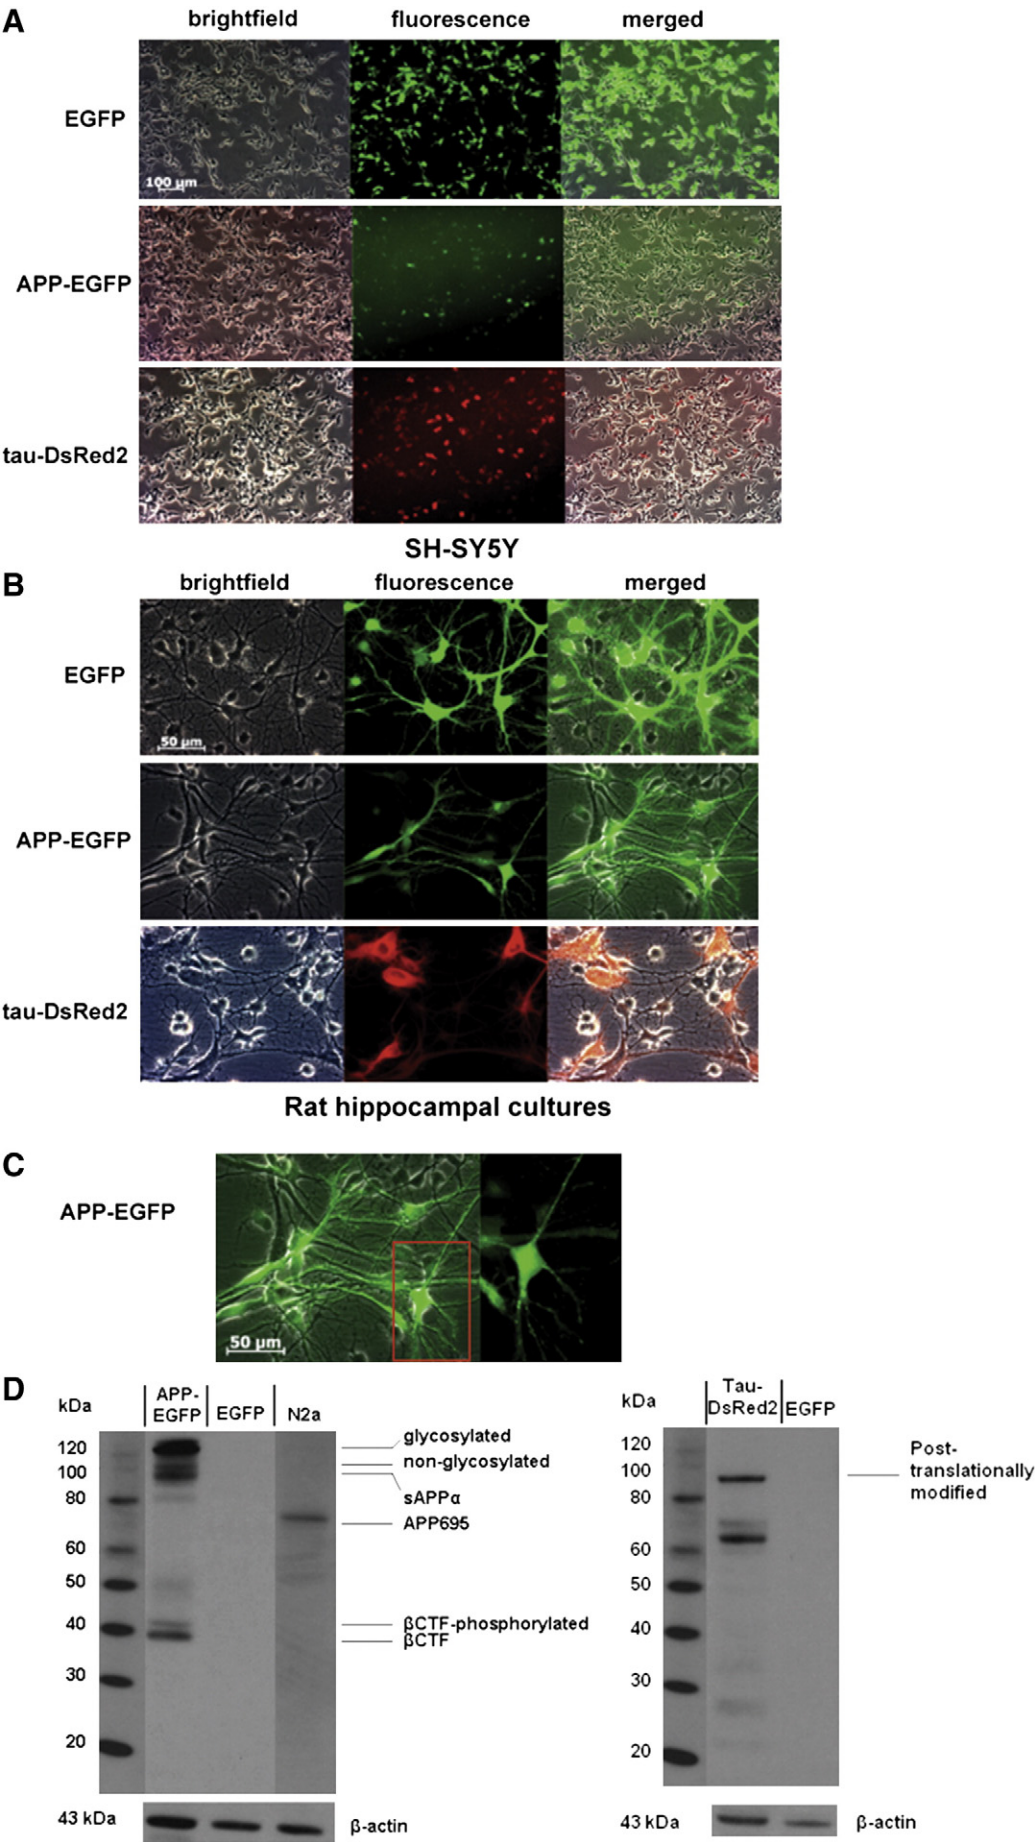 A
brightfield fluorescence merged
EGFP
100 µm
APP-EGFP
tau-DsRed2
SH-SY5Y
B
brightfield fluorescence merged
EGFP
50 µm
APP-EGFP
tau-DsRed2
Rat hippocampal cultures
C
APP-EGFP
50 µm
D
kDa
APP-
EGFP
EGFP
N2a
120
100
80
60
50
40
30
20
glycosylated
non-glycosylated
sAPPα
APP695
βCTF-phosphorylated
βCTF
43 kDa
β-actin
kDa
Tau-
DsRed2
EGFP
120
100
80
60
50
40
30
20
Post-
translationally
modified
43 kDa
β-actin